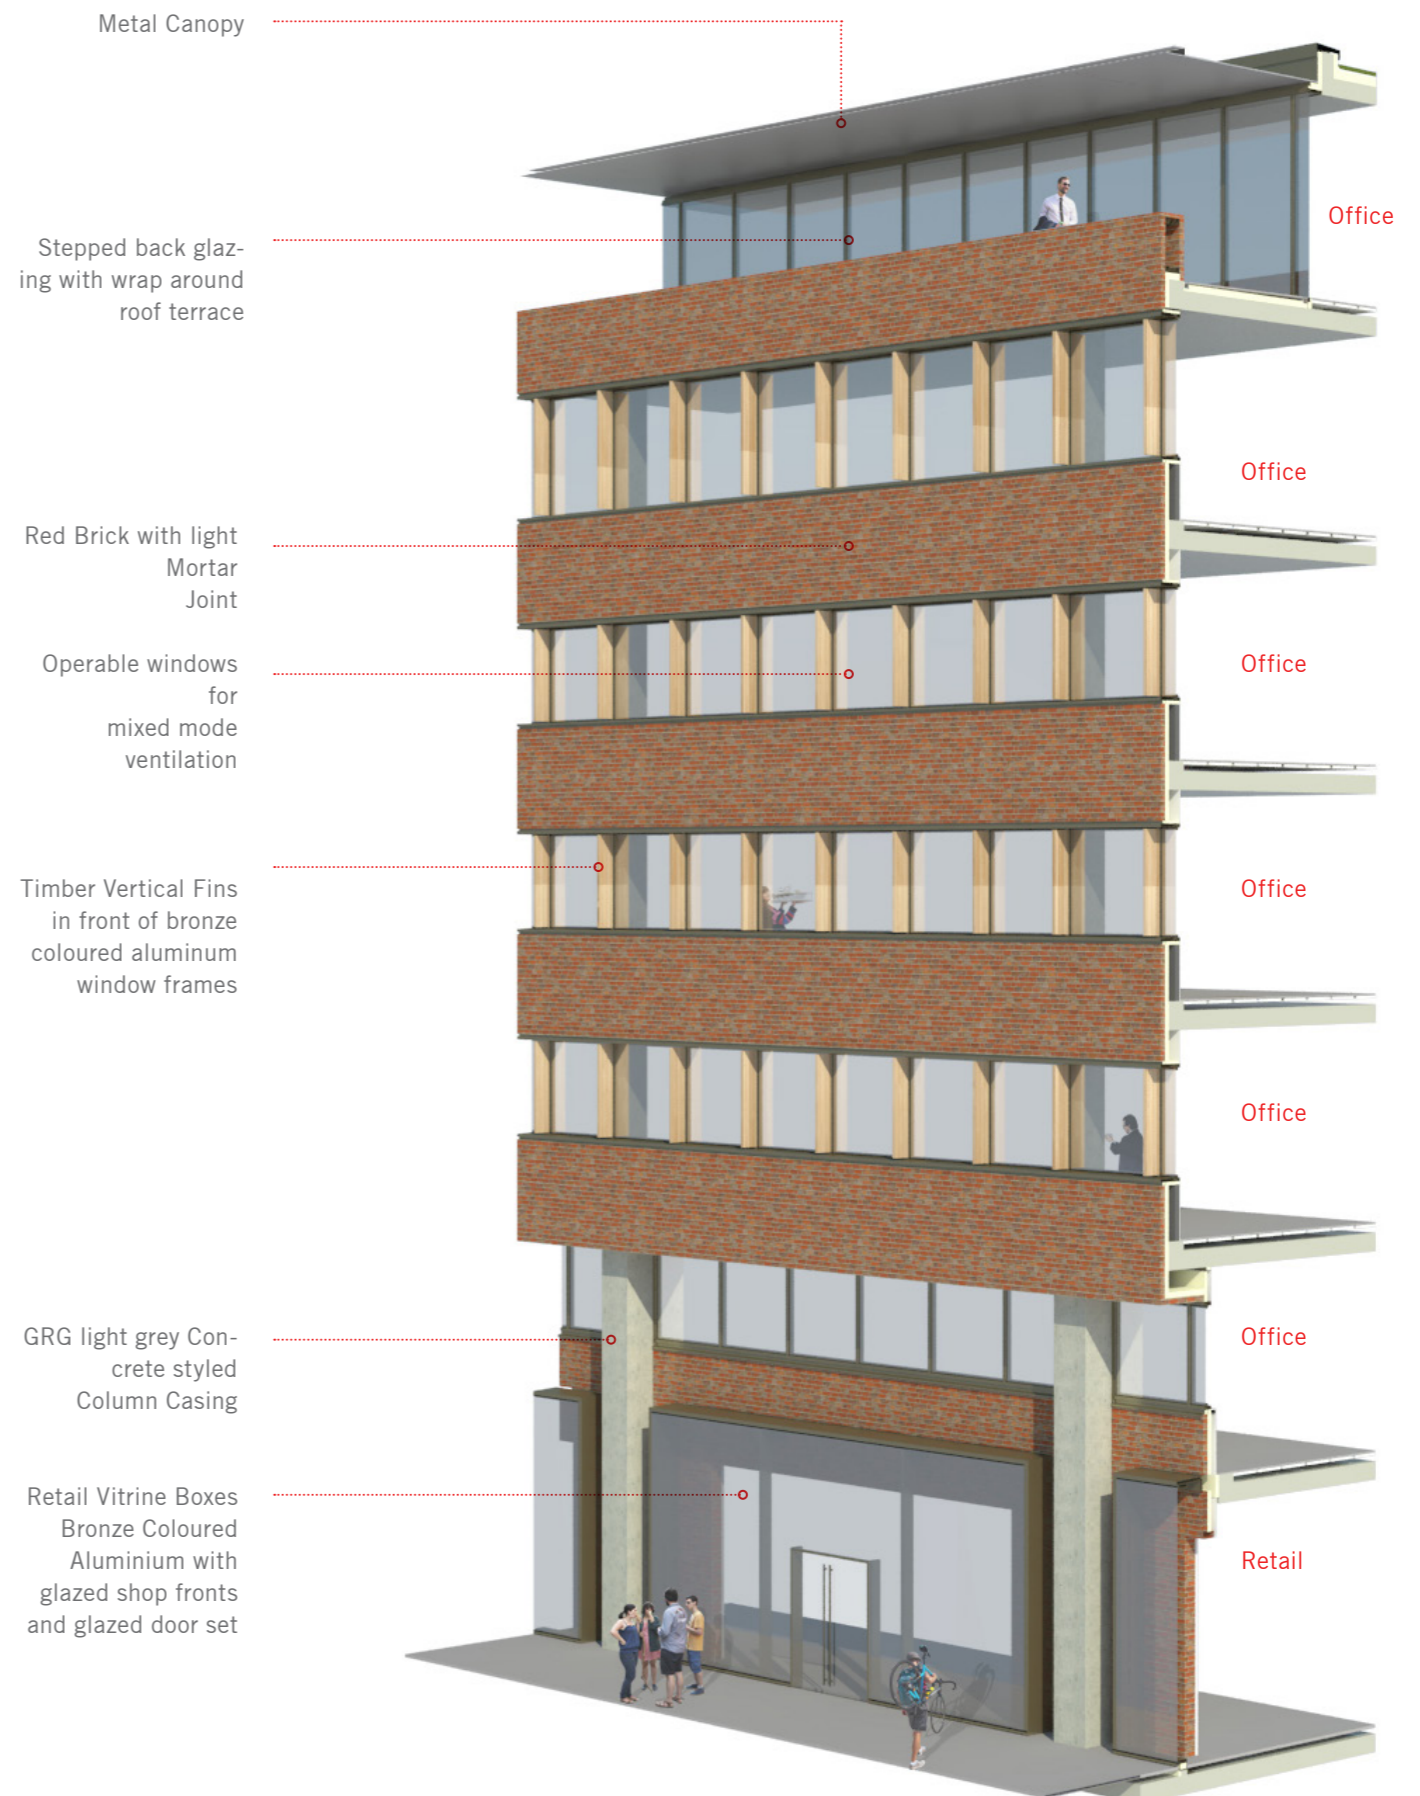 Metal Canopy
Stepped back glaz-
ing with wrap around
roof terrace
Office
Office
Red Brick with light
Mortar
Joint
Operable windows
for
mixed mode
ventilation
Office
Timber Vertical Fins
in front of bronze
coloured aluminum
window frames
Office
Office
GRG light grey Con-
crete styled
Column Casing
Office
Retail Vitrine Boxes
Bronze Coloured
Aluminium with
glazed shop fronts
and glazed door set
Retail